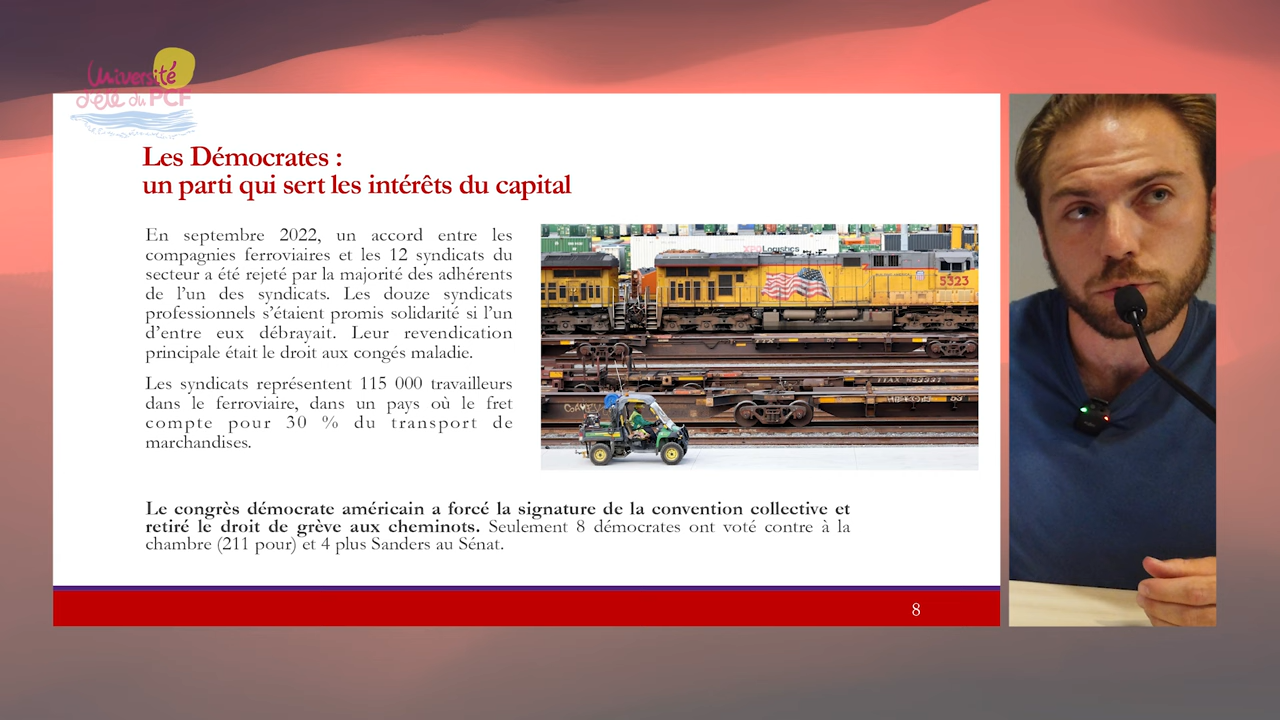 Université
d'été du PCF
Les Démocrates :
un parti qui sert les intérêts du capital
En septembre 2022, un accord entre les
compagnies ferroviaires et les 12 syndicats du
secteur a été rejeté par la majorité des adhérents
de l'un des syndicats. Les douze syndicats
professionnels s'étaient promis solidarité si l'un
d'entre eux débrayait. Leur revendication
principale était le droit aux congés maladie.
Les syndicats représentent 115 000 travailleurs
dans le ferroviaire, dans un pays où le fret
compte pour 30 % du transport de
marchandises.
XPOLogistics
5323
TTX
Le congrès démocrate américain a forcé la signature de la convention collective et
retiré le droit de grève aux cheminots. Seulement 8 démocrates ont voté contre à la
chambre (211 pour) et 4 plus Sanders au Sénat.
8